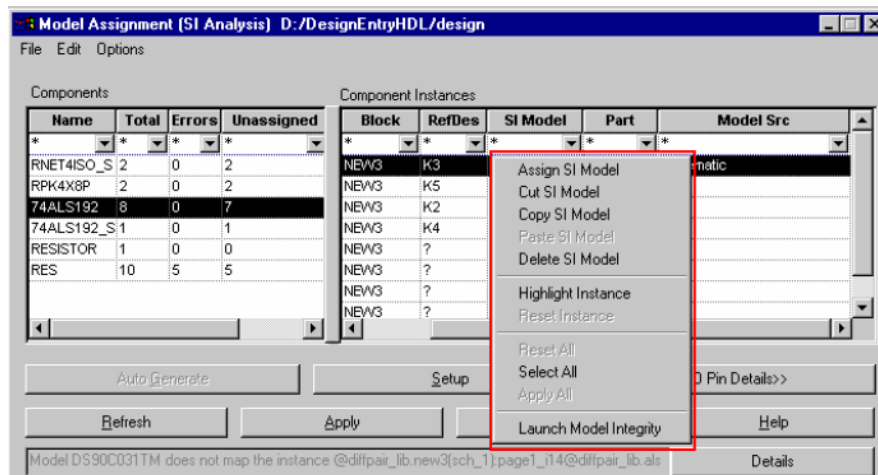 Model Assignment (SI Analysis) D:/DesignEntryHDL/design
File Edit Options
Components
Component Instances
Name Total Errors Unassigned
Block RefDes SI Model Part Model Src
* * * *
* * * * *
RNET4ISO_S 2 0 2
NEW3 K3 matic
RPK4X8P 2 0 2
NEW3 K5
74ALS192 8 0 7
NEW3 K2
74ALS192_S 1 0 1
NEW3 K4
RESISTOR 1 0 0
NEW3 ?
RES 10 5 5
NEW3 ?
NEW3 ?
NEW3 ?
Assign SI Model
Cut SI Model
Copy SI Model
Paste SI Model
Delete SI Model
Highlight Instance
Reset Instance
Reset All
Select All
Apply All
Launch Model Integrity
Auto Generate Setup Pin Details>>
Refresh Apply Help
Model DS90C031TM does not map the instance @diffpair_lib.new3(sch_1):page1_i14@diffpair_lib.als Details